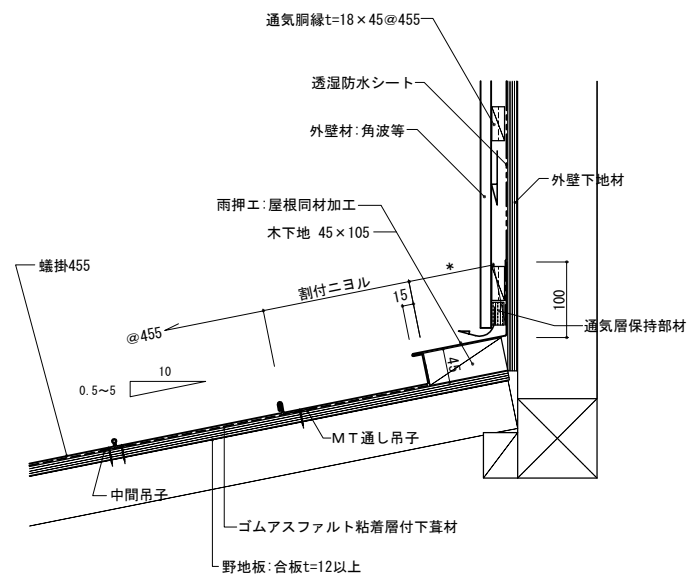 通気胴縁t=18×45@455
透湿防水シート
外壁材:角波等
外壁下地材
雨押エ:屋根同材加工
木下地 45×105
蟻掛455
*
割付ニヨル
15
100
@455
通気層保持部材
10
0.5~5
45
MT通し吊子
中間吊子
ゴムアスファルト粘着層付下葺材
野地板:合板t=12以上